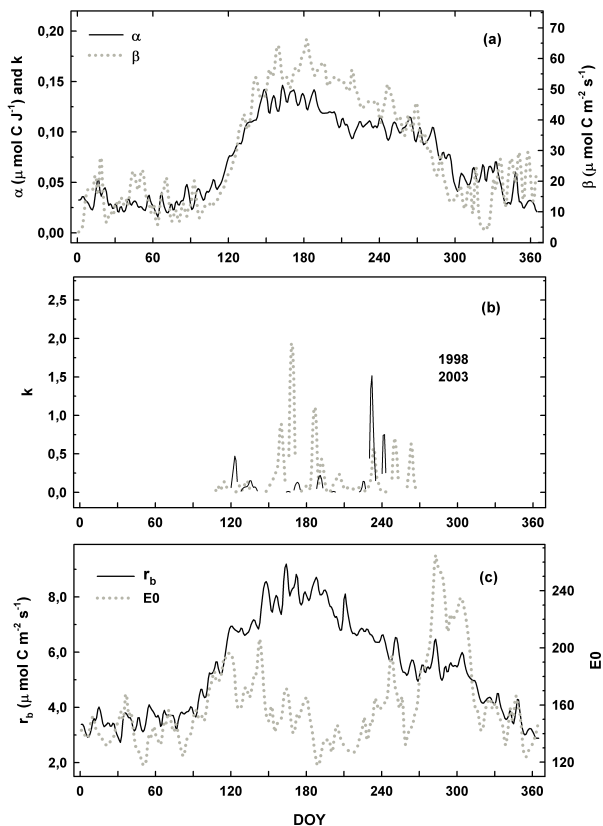 (a)
α
β
0,20
0,15
0,10
0,05
0,00
α (μ mol C J⁻¹) and k
70
60
50
40
30
20
10
0
β (μ mol C m⁻² s⁻¹)
0 60 120 180 240 300 360
(b)
2,5
2,0
1,5
1,0
0,5
0,0
k
1998
2003
0 60 120 180 240 300 360
(c)
r_b
E0
8,0
6,0
4,0
2,0
r_b (μ mol C m⁻² s⁻¹)
240
200
160
120
E0
0 60 120 180 240 300 360
DOY